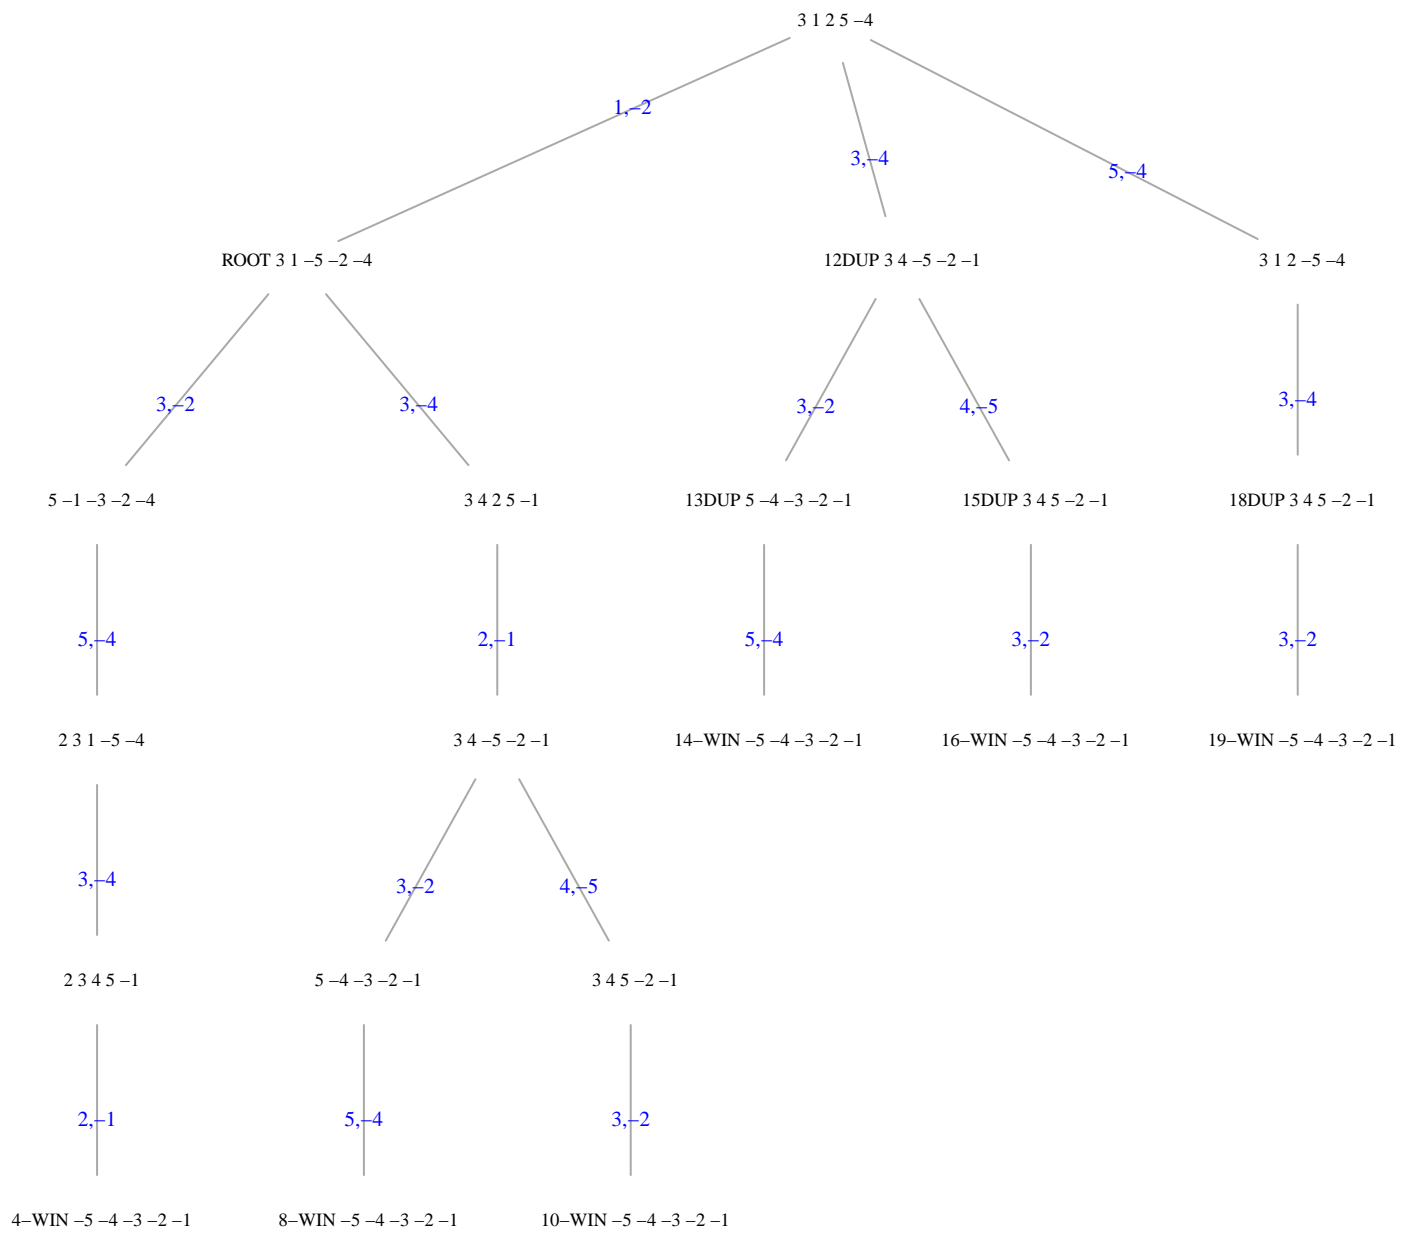 3 1 2 5 –4
1,–2
3,–4
5,–4
ROOT 3 1 –5 –2 –4
12DUP 3 4 –5 –2 –1
3 1 2 –5 –4
3,–2
3,–4
3,–2
4,–5
3,–4
5 –1 –3 –2 –4
3 4 2 5 –1
13DUP 5 –4 –3 –2 –1
15DUP 3 4 5 –2 –1
18DUP 3 4 5 –2 –1
5,–4
2,–1
5,–4
3,–2
3,–2
2 3 1 –5 –4
3 4 –5 –2 –1
14–WIN –5 –4 –3 –2 –1
16–WIN –5 –4 –3 –2 –1
19–WIN –5 –4 –3 –2 –1
3,–4
3,–2
4,–5
2 3 4 5 –1
5 –4 –3 –2 –1
3 4 5 –2 –1
2,–1
5,–4
3,–2
4–WIN –5 –4 –3 –2 –1
8–WIN –5 –4 –3 –2 –1
10–WIN –5 –4 –3 –2 –1